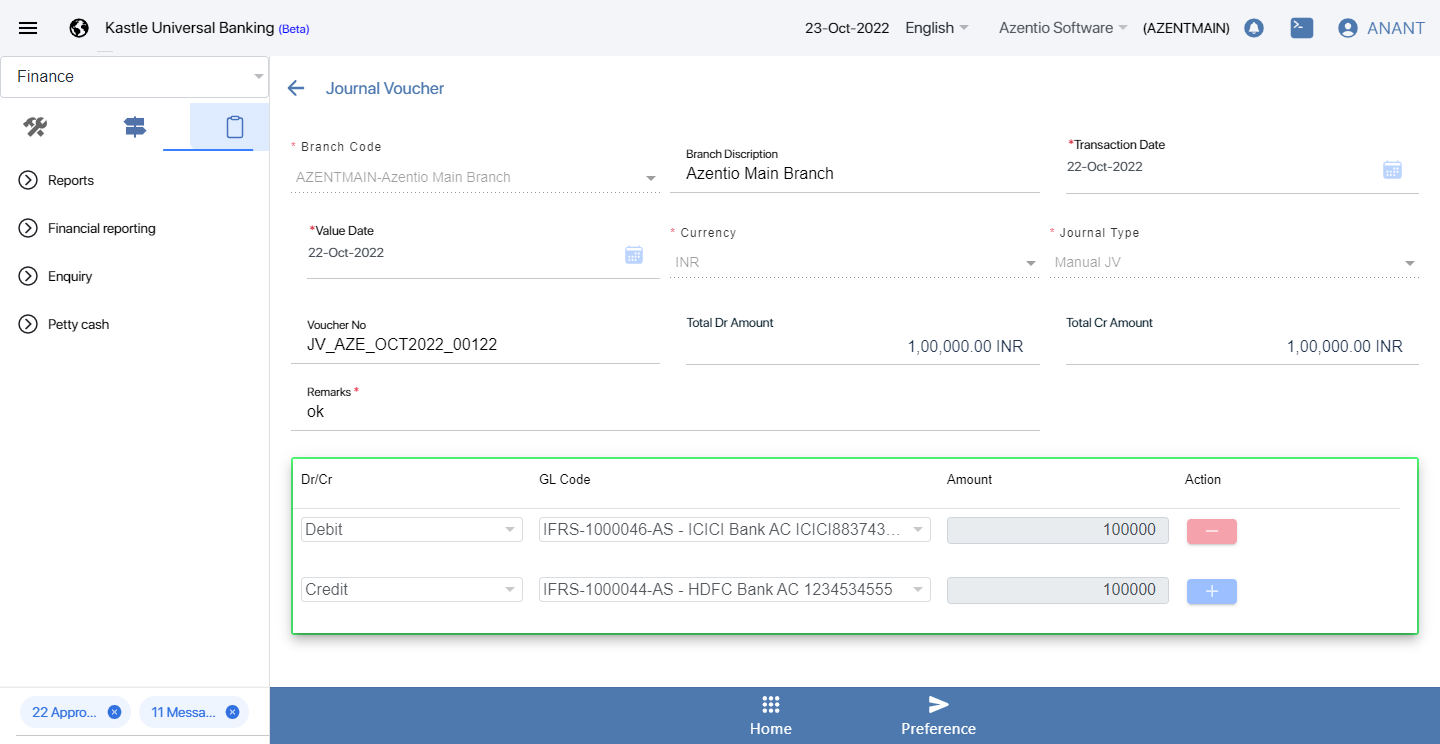 Kastle Universal Banking (Beta)
23-Oct-2022 English Azentio Software (AZENTMAIN) ANANT
Finance
Journal Voucher
Reports
Financial reporting
Enquiry
Petty cash
* Branch Code
AZENTMAIN-Azentio Main Branch
Branch Discription
Azentio Main Branch
*Transaction Date
22-Oct-2022
*Value Date
22-Oct-2022
* Currency
INR
* Journal Type
Manual JV
Voucher No
JV_AZE_OCT2022_00122
Total Dr Amount
1,00,000.00 INR
Total Cr Amount
1,00,000.00 INR
Remarks *
ok
Dr/Cr GL Code Amount Action
Debit IFRS-1000046-AS - ICICI Bank AC ICICI883743... 100000 −
Credit IFRS-1000044-AS - HDFC Bank AC 1234534555 100000 +
22 Appro... 11 Messa...
Home Preference